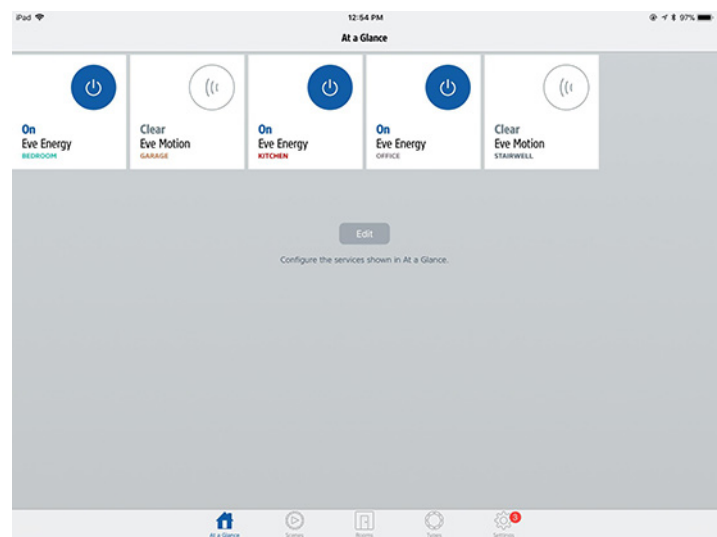 iPad
12:54 PM
97%
At a Glance
On
Eve Energy
BEDROOM
Clear
Eve Motion
GARAGE
On
Eve Energy
KITCHEN
On
Eve Energy
OFFICE
Clear
Eve Motion
STAIRWELL
Edit
Configure the services shown in At a Glance.
3
At a Glance
Scenes
Rooms
Types
Settings